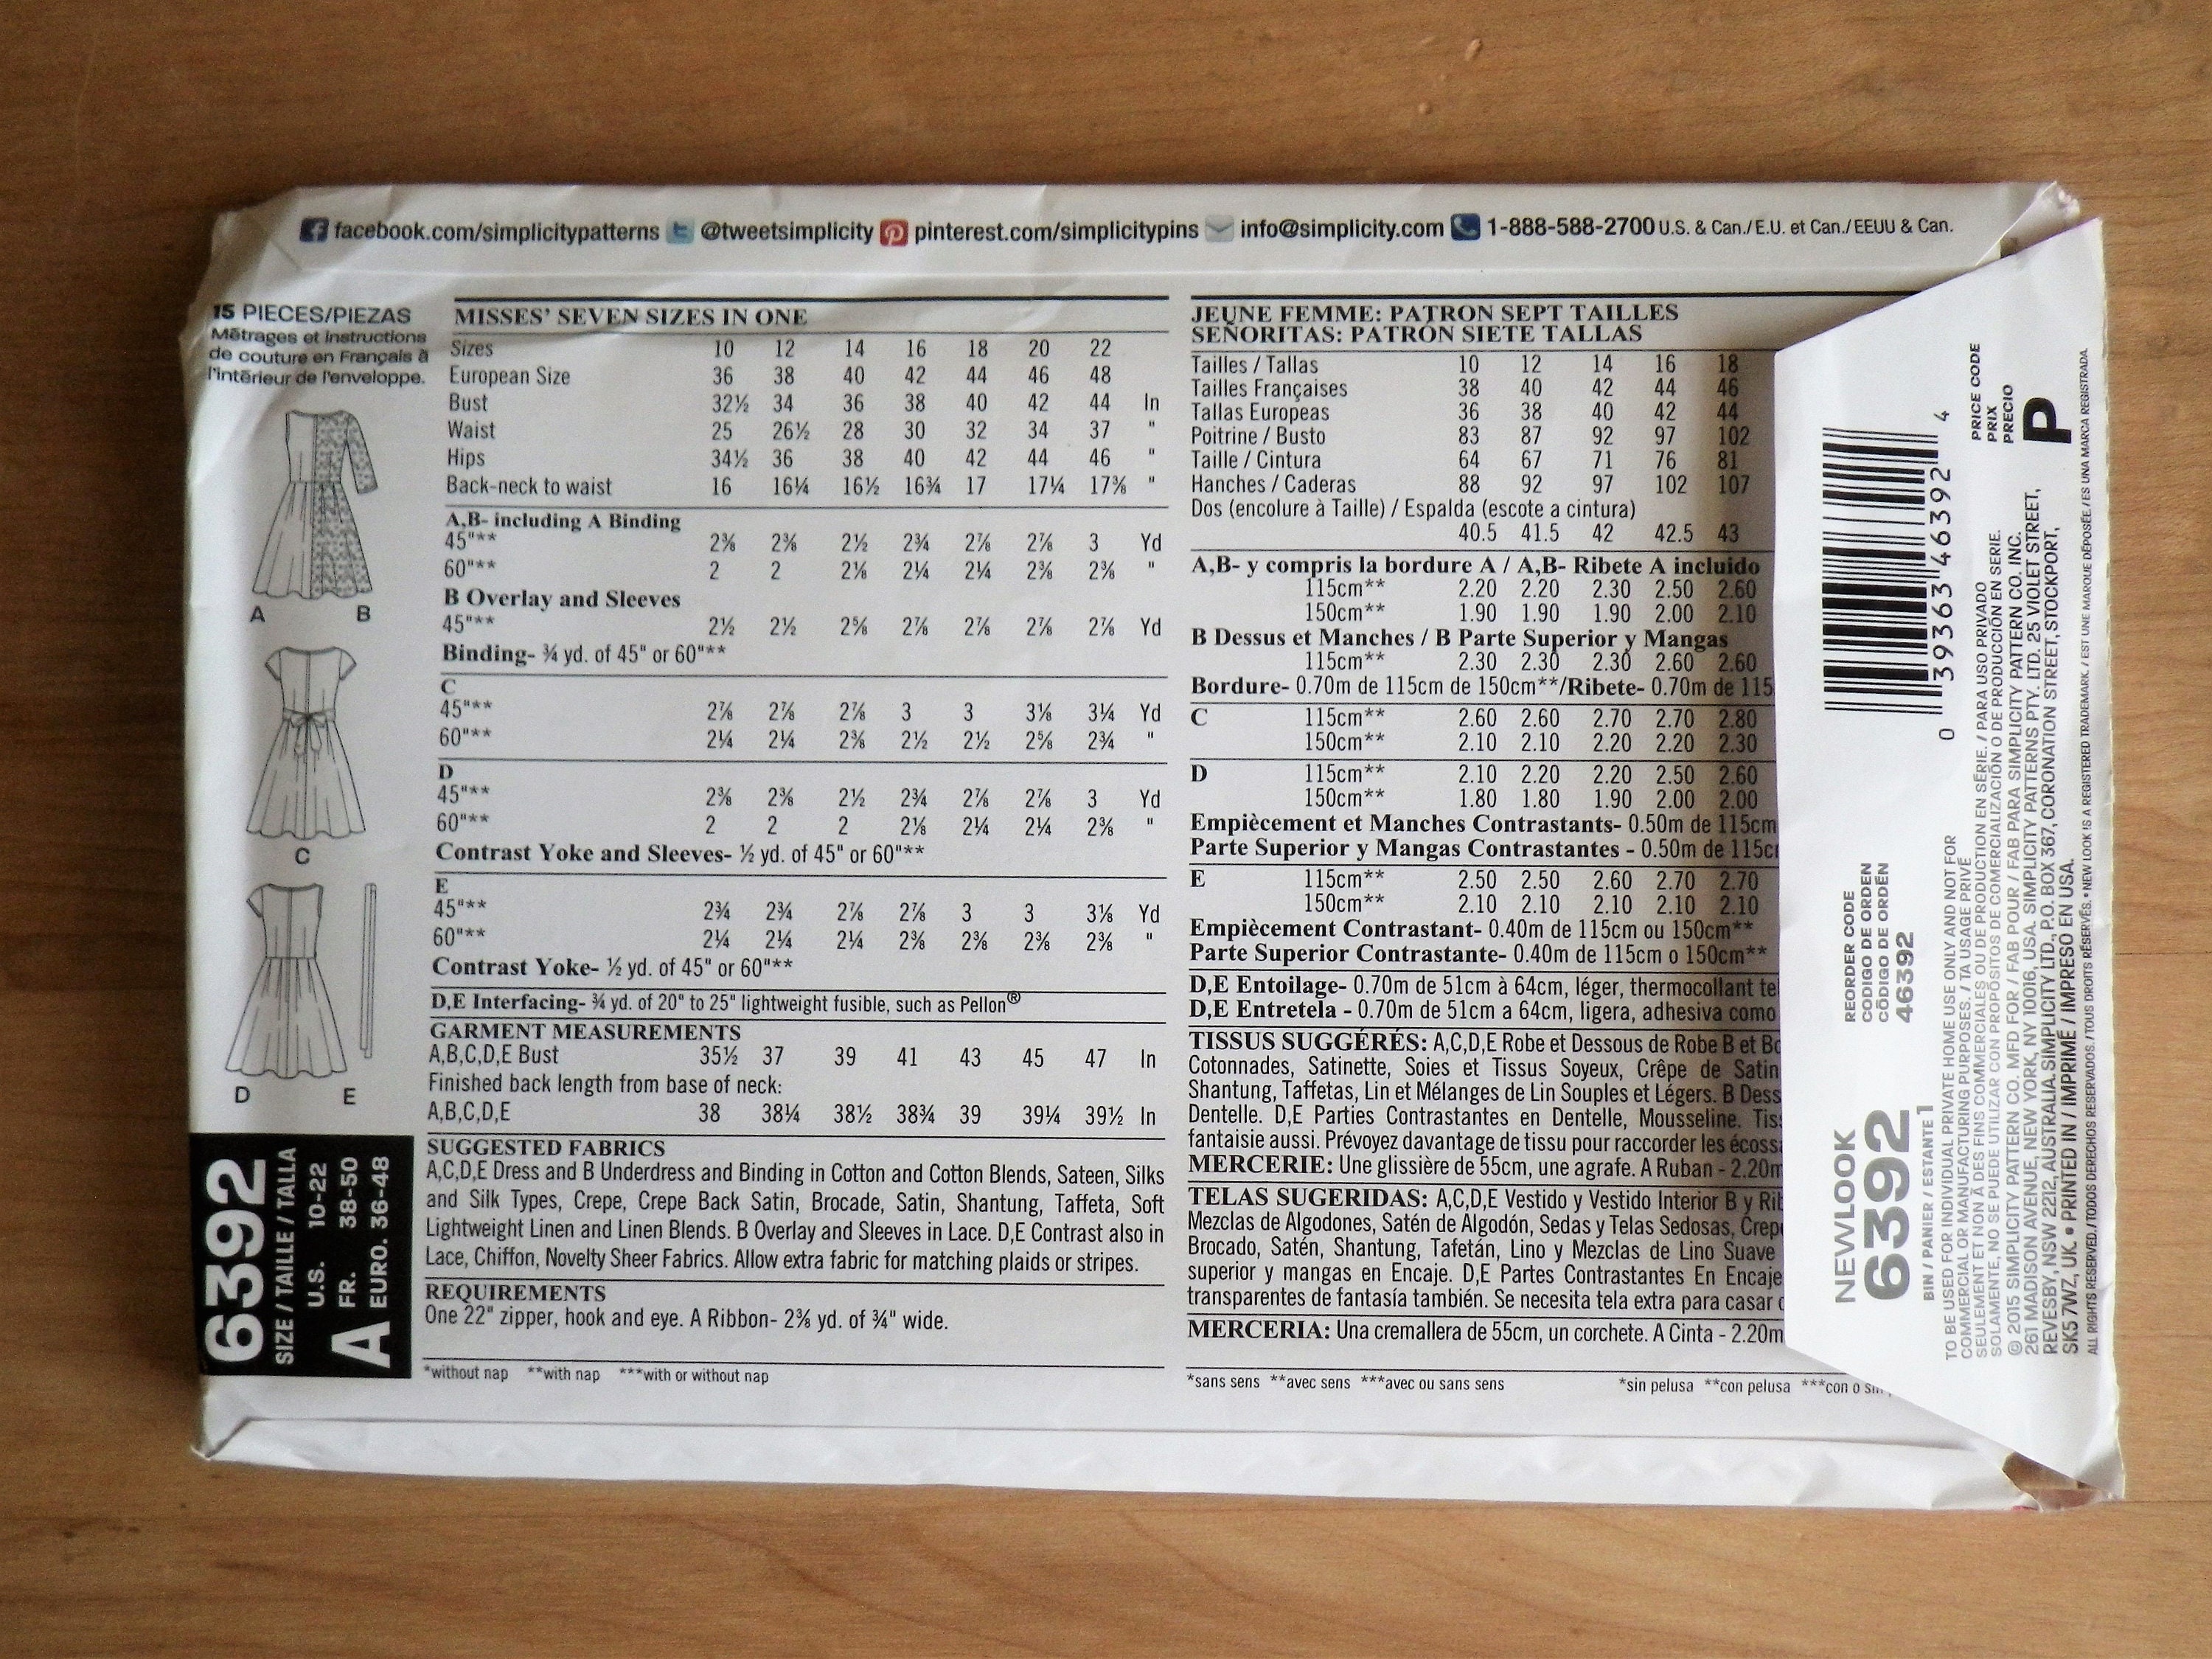 facebook.com/simplicitypatterns @tweetsimplicity pinterest.com/simplicitypins info@simplicity.com 1-888-588-2700 U.S. & Can./E.U. et Can./EEUU & Can.
15 PIECES/PIEZAS
Métrages et instructions
de couture en Français à
l'intérieur de l'enveloppe.
A B
C
D E
6392
SIZE / TAILLE / TALLA
U.S. 10-22
FR. 38-50
EURO. 36-48
A
MISSES' SEVEN SIZES IN ONE
Sizes 10 12 14 16 18 20 22
European Size 36 38 40 42 44 46 48
Bust 32½ 34 36 38 40 42 44 In
Waist 25 26½ 28 30 32 34 37 "
Hips 34½ 36 38 40 42 44 46 "
Back-neck to waist 16 16¼ 16½ 16¾ 17 17¼ 17⅜ "
A,B- including A Binding
45"** 2⅜ 2⅜ 2½ 2¾ 2⅞ 2⅞ 3 Yd
60"** 2 2 2⅛ 2¼ 2¼ 2⅜ 2⅜ "
B Overlay and Sleeves
45"** 2½ 2½ 2⅝ 2⅞ 2⅞ 2⅞ 2⅞ Yd
Binding- ¾ yd. of 45" or 60"**
C
45"** 2⅞ 2⅞ 2⅞ 3 3 3⅛ 3¼ Yd
60"** 2¼ 2¼ 2⅜ 2½ 2½ 2⅝ 2¾ "
D
45"** 2⅜ 2⅜ 2½ 2¾ 2⅞ 2⅞ 3 Yd
60"** 2 2 2 2⅛ 2¼ 2¼ 2⅜ "
Contrast Yoke and Sleeves- ½ yd. of 45" or 60"**
E
45"** 2¾ 2¾ 2⅞ 2⅞ 3 3 3⅛ Yd
60"** 2¼ 2¼ 2¼ 2⅜ 2⅜ 2⅜ 2⅜ "
Contrast Yoke- ½ yd. of 45" or 60"**
D,E Interfacing- ¾ yd. of 20" to 25" lightweight fusible, such as Pellon®
GARMENT MEASUREMENTS
A,B,C,D,E Bust 35½ 37 39 41 43 45 47 In
Finished back length from base of neck:
A,B,C,D,E 38 38¼ 38½ 38¾ 39 39¼ 39½ In
SUGGESTED FABRICS
A,C,D,E Dress and B Underdress and Binding in Cotton and Cotton Blends, Sateen, Silks
and Silk Types, Crepe, Crepe Back Satin, Brocade, Satin, Shantung, Taffeta, Soft
Lightweight Linen and Linen Blends. B Overlay and Sleeves in Lace. D,E Contrast also in
Lace, Chiffon, Novelty Sheer Fabrics. Allow extra fabric for matching plaids or stripes.
REQUIREMENTS
One 22" zipper, hook and eye. A Ribbon- 2⅜ yd. of ¾" wide.
*without nap **with nap ***with or without nap
JEUNE FEMME: PATRON SEPT TAILLES
SEÑORITAS: PATRÓN SIETE TALLAS
Tailles / Tallas 10 12 14 16 18
Tailles Françaises 38 40 42 44 46
Tallas Europeas 36 38 40 42 44
Poitrine / Busto 83 87 92 97 102
Taille / Cintura 64 67 71 76 81
Hanches / Caderas 88 92 97 102 107
Dos (encolure à Taille) / Espalda (escote a cintura)
40.5 41.5 42 42.5 43
A,B- y compris la bordure A / A,B- Ribete A incluido
115cm** 2.20 2.20 2.30 2.50 2.60
150cm** 1.90 1.90 1.90 2.00 2.10
B Dessus et Manches / B Parte Superior y Mangas
115cm** 2.30 2.30 2.30 2.60 2.60
Bordure- 0.70m de 115cm de 150cm**/Ribete- 0.70m de 115
C 115cm** 2.60 2.60 2.70 2.70 2.80
150cm** 2.10 2.10 2.20 2.20 2.30
D 115cm** 2.10 2.20 2.20 2.50 2.60
150cm** 1.80 1.80 1.90 2.00 2.00
Empiècement et Manches Contrastants- 0.50m de 115cm
Parte Superior y Mangas Contrastantes - 0.50m de 115c
E 115cm** 2.50 2.50 2.60 2.70 2.70
150cm** 2.10 2.10 2.10 2.10 2.10
Empiècement Contrastant- 0.40m de 115cm ou 150cm**
Parte Superior Contrastante- 0.40m de 115cm o 150cm**
D,E Entoilage- 0.70m de 51cm à 64cm, léger, thermocollant te
D,E Entretela - 0.70m de 51cm a 64cm, ligera, adhesiva como
TISSUS SUGGÉRÉS: A,C,D,E Robe et Dessous de Robe B et Bo
Cotonnades, Satinette, Soies et Tissus Soyeux, Crêpe de Satin
Shantung, Taffetas, Lin et Mélanges de Lin Souples et Légers. B Dess
Dentelle. D,E Parties Contrastantes en Dentelle, Mousseline. Tis
fantaisie aussi. Prévoyez davantage de tissu pour raccorder les écoss
MERCERIE: Une glissière de 55cm, une agrafe. A Ruban - 2.20m
TELAS SUGERIDAS: A,C,D,E Vestido y Vestido Interior B y Rib
Mezclas de Algodones, Satén de Algodón, Sedas y Telas Sedosas, Crepe
Brocado, Satén, Shantung, Tafetán, Lino y Mezclas de Lino Suave
superior y mangas en Encaje. D,E Partes Contrastantes En Encaje
transparentes de fantasía también. Se necesita tela extra para casar
MERCERIA: Una cremallera de 55cm, un corchete. A Cinta - 2.20m
*sans sens **avec sens ***avec ou sans sens *sin pelusa **con pelusa ***con o sin
0 39363 46392 4
PRICE CODE
PRIX
PRECIO
P
REORDER CODE
CODIGO DE ORDEN
CÓDIGO DE ORDÉN
46392
NEWLOOK
6392
BIN / PANIER / ESTANTE 1
TO BE USED FOR INDIVIDUAL PRIVATE HOME USE ONLY AND NOT FOR
COMMERCIAL OR MANUFACTURING PURPOSES. / TA USAGE PRIVÉ
SEULEMENT ET NON À DES FINS COMMERCIALES OU DE PRODUCTION EN SÉRIE. / PARA USO PRIVADO
SOLAMENTE, NO SE PUEDE UTILIZAR CON PROPÓSITOS DE COMERCIALIZACIÓN O DE PRODUCCIÓN EN SERIE.
© 2015 SIMPLICITY PATTERN CO. MFD FOR / FAB POUR / FAB PARA SIMPLICITY PATTERN CO. INC.
261 MADISON AVENUE, NEW YORK, NY 10016, USA. SIMPLICITY PATTERNS PTY. LTD. 25 VIOLET STREET,
REVESBY, NSW 2212, AUSTRALIA. SIMPLICITY LTD., P.O. BOX 367, CORONATION STREET, STOCKPORT,
SK5 7WZ, UK. • PRINTED IN / IMPRIMÉ / IMPRESO EN USA.
ALL RIGHTS RESERVED. / TOUS DROITS RÉSERVÉS. / TODOS DERECHOS RESERVADOS. *NEW LOOK IS A REGISTERED TRADEMARK. / EST UNE MARQUE DÉPOSÉE. / ES UNA MARCA REGISTRADA.